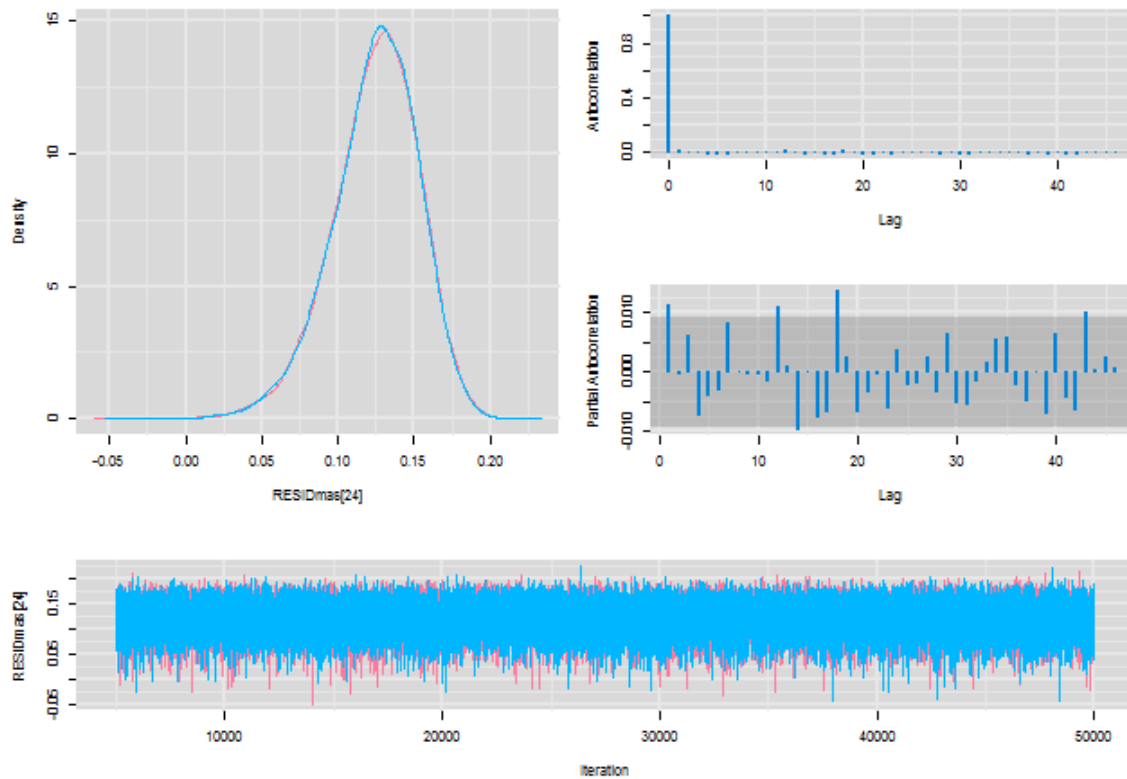 15
10
5
0
Density
-0.05 0.00 0.05 0.10 0.15 0.20
RESIDmas[24]
0.8
0.4
0.0
Autocorrelation
0 10 20 30 40
Lag
0.010
0.000
-0.010
Partial Autocorrelation
0 10 20 30 40
Lag
0.15
0.05
-0.05
RESIDmas[24]
10000 20000 30000 40000 50000
Iteration